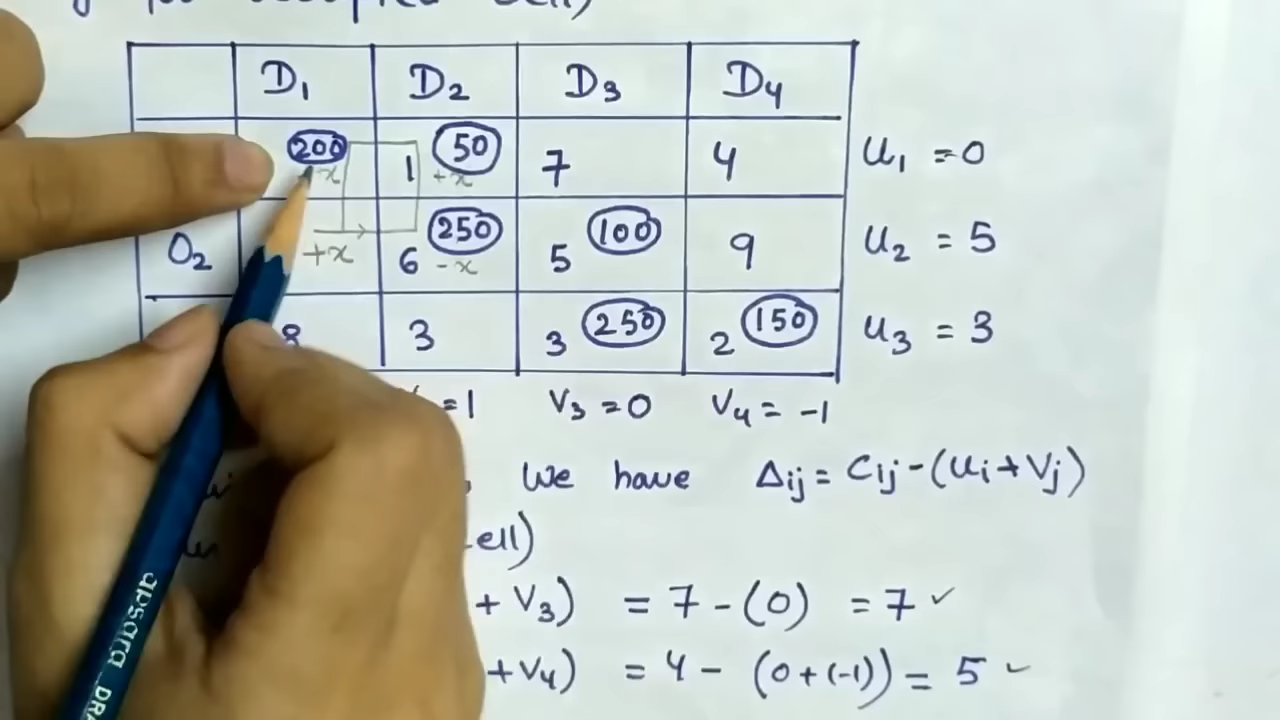 D1 D2 D3 D4
200 -x 1 50 +x 7 4 U1 = 0
O2 +x 6 250 -x 5 100 9 U2 = 5
8 3 3 250 2 150 U3 = 3
=1 V3 = 0 V4 = -1
We have Δij = Cij - (Ui + Vj)
ell)
+ V3) = 7 - (0) = 7 ✓
+ V4) = 4 - (0 + (-1)) = 5 ✓
apsara DRA